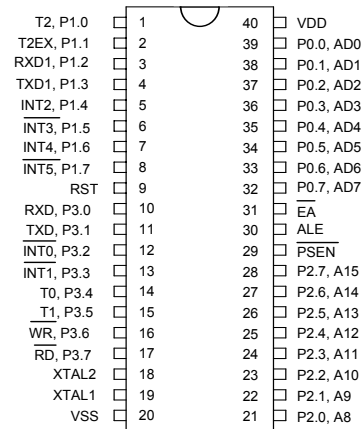 T2, P1.0 1 40 VDD
T2EX, P1.1 2 39 P0.0, AD0
RXD1, P1.2 3 38 P0.1, AD1
TXD1, P1.3 4 37 P0.2, AD2
INT2, P1.4 5 36 P0.3, AD3
INT3, P1.5 6 35 P0.4, AD4
INT4, P1.6 7 34 P0.5, AD5
INT5, P1.7 8 33 P0.6, AD6
RST 9 32 P0.7, AD7
RXD, P3.0 10 31 EA
TXD, P3.1 11 30 ALE
INT0, P3.2 12 29 PSEN
INT1, P3.3 13 28 P2.7, A15
T0, P3.4 14 27 P2.6, A14
T1, P3.5 15 26 P2.5, A13
WR, P3.6 16 25 P2.4, A12
RD, P3.7 17 24 P2.3, A11
XTAL2 18 23 P2.2, A10
XTAL1 19 22 P2.1, A9
VSS 20 21 P2.0, A8